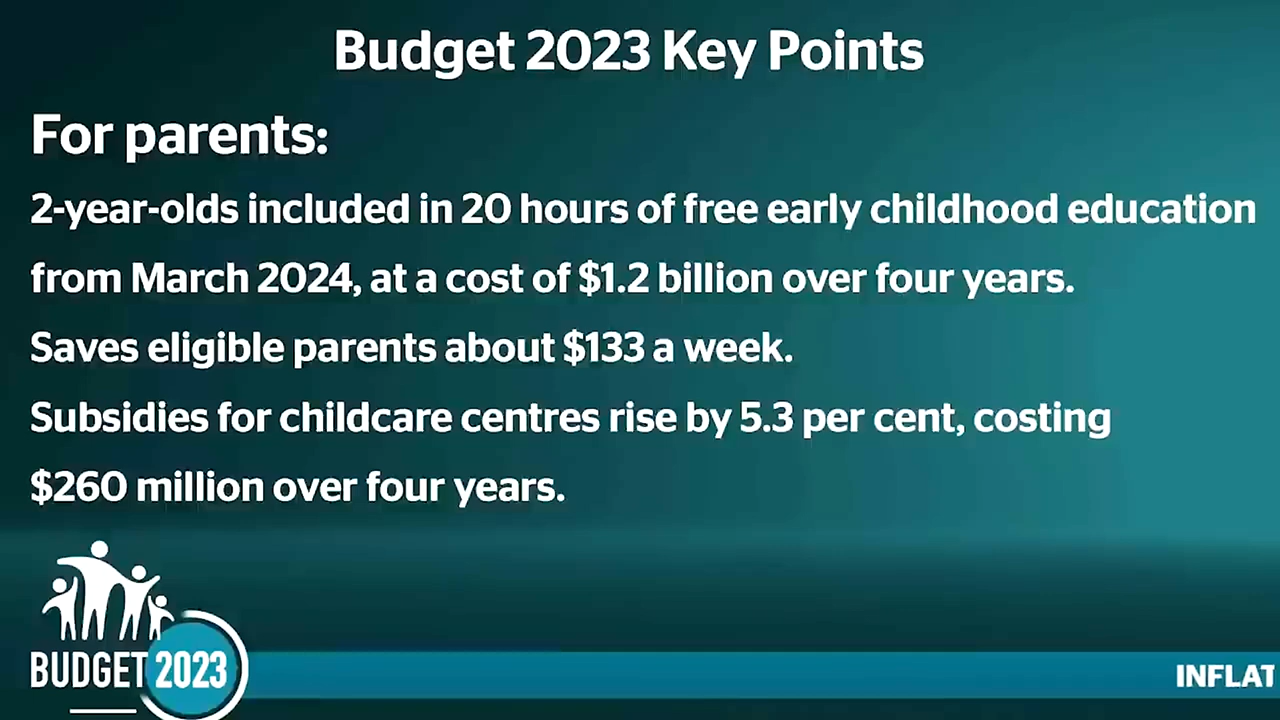 Budget 2023 Key Points
For parents:
2-year-olds included in 20 hours of free early childhood education
from March 2024, at a cost of $1.2 billion over four years.
Saves eligible parents about $133 a week.
Subsidies for childcare centres rise by 5.3 per cent, costing
$260 million over four years.
BUDGET 2023
INFLAT